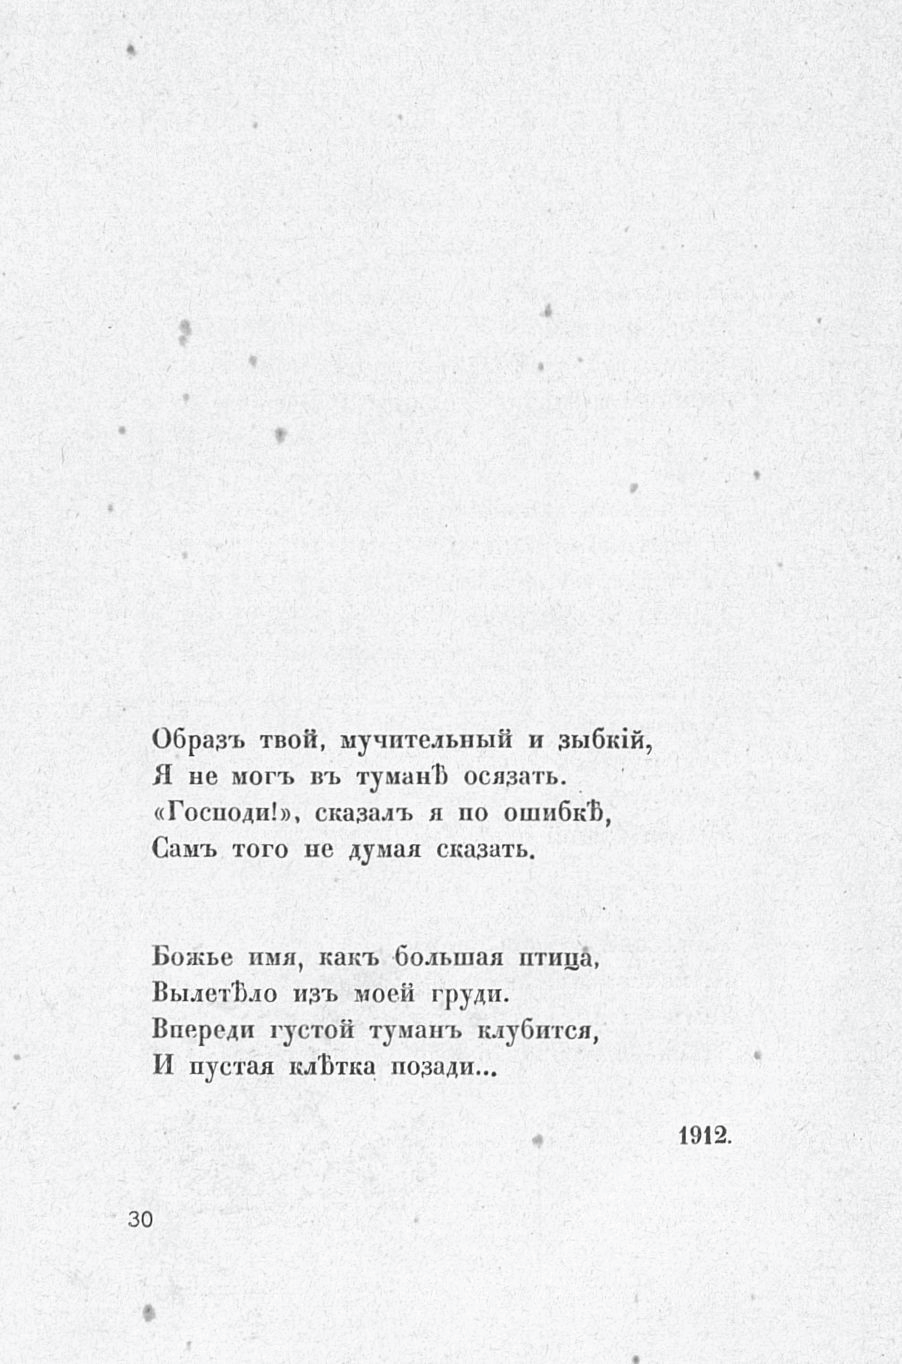 Образъ твой, мучительный и зыбкій,
Я не могъ въ туманѣ осязать.
«Господи!», сказалъ я по ошибкѣ,
Самъ того не думая сказать.
Божье имя, какъ большая птица,
Вылетѣло изъ моей груди.
Впереди густой туманъ клубится,
И пустая клѣтка позади...
1912.
30